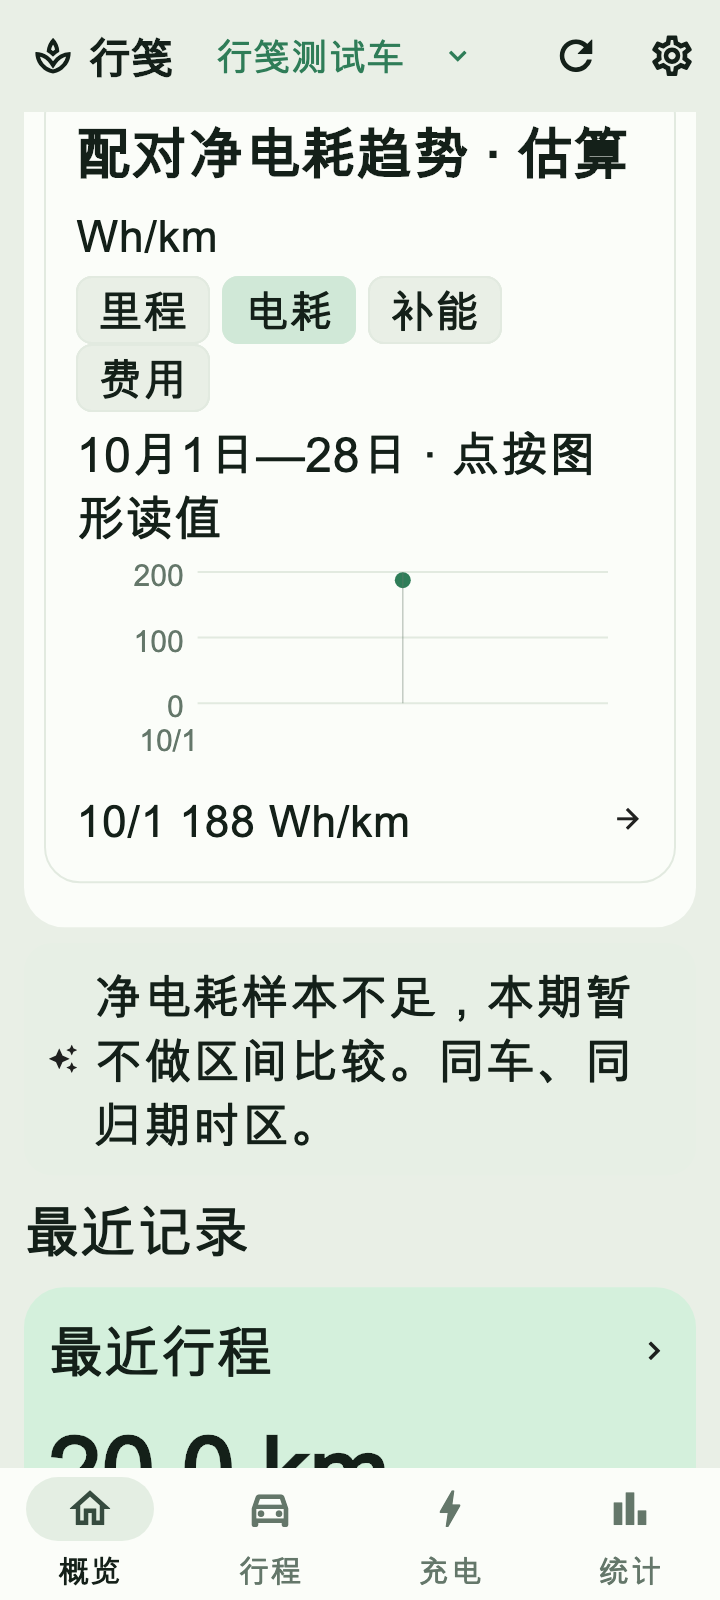 行笺 行笺测试车
配对净电耗趋势 · 估算
Wh/km
里程 电耗 补能
费用
10月1日—28日 · 点按图
形读值
200
100
0
10/1
10/1 188 Wh/km
净电耗样本不足，本期暂
不做区间比较。同车、同
归期时区。
最近记录
最近行程
20.0 km
概览 行程 充电 统计